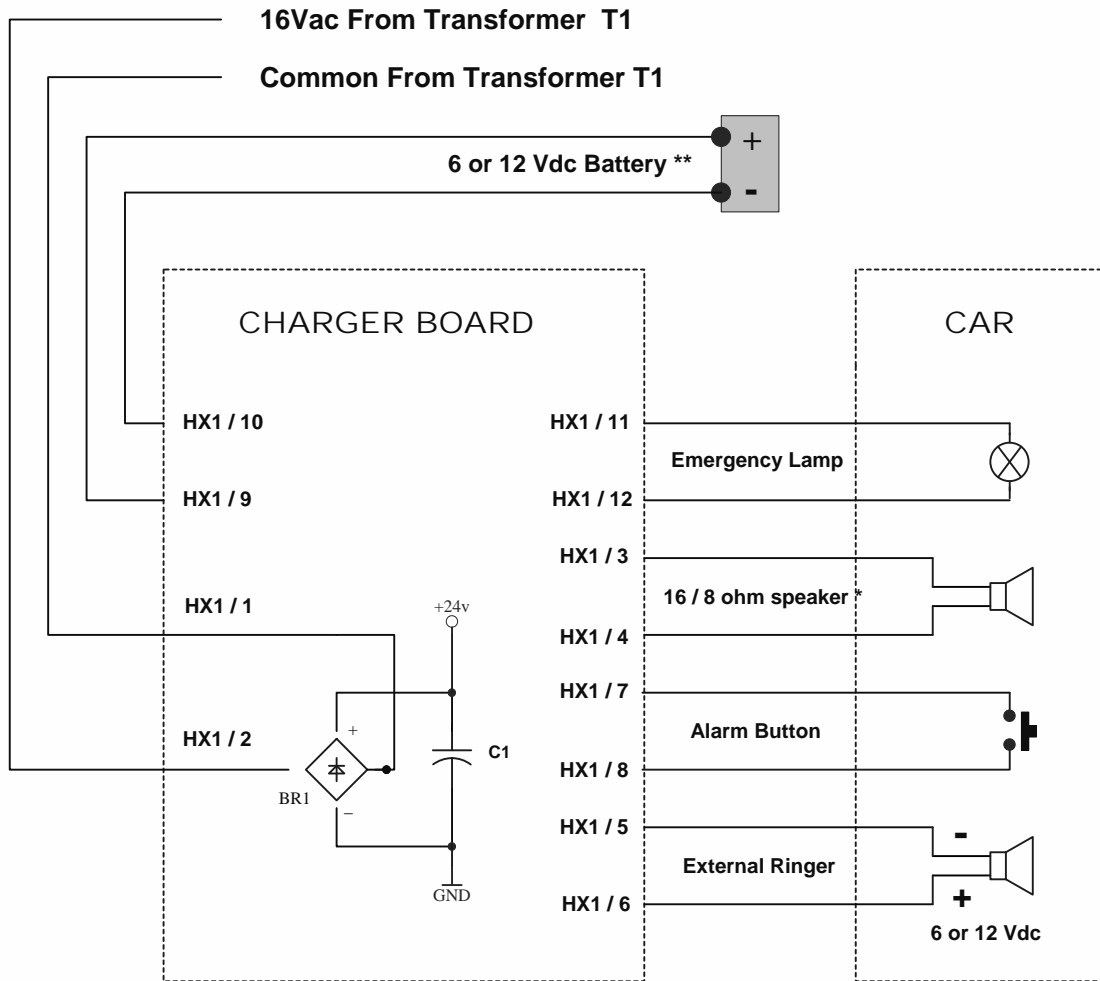 16Vac From Transformer T1
Common From Transformer T1
+
6 or 12 Vdc Battery **
-
CHARGER BOARD
CAR
HX1 / 10
HX1 / 11
Emergency Lamp
HX1 / 9
HX1 / 12
HX1 / 3
HX1 / 1
+24v
16 / 8 ohm speaker *
HX1 / 4
HX1 / 7
HX1 / 2
+
C1
Alarm Button
HX1 / 8
BR1
-
HX1 / 5
-
External Ringer
GND
HX1 / 6
+
6 or 12 Vdc